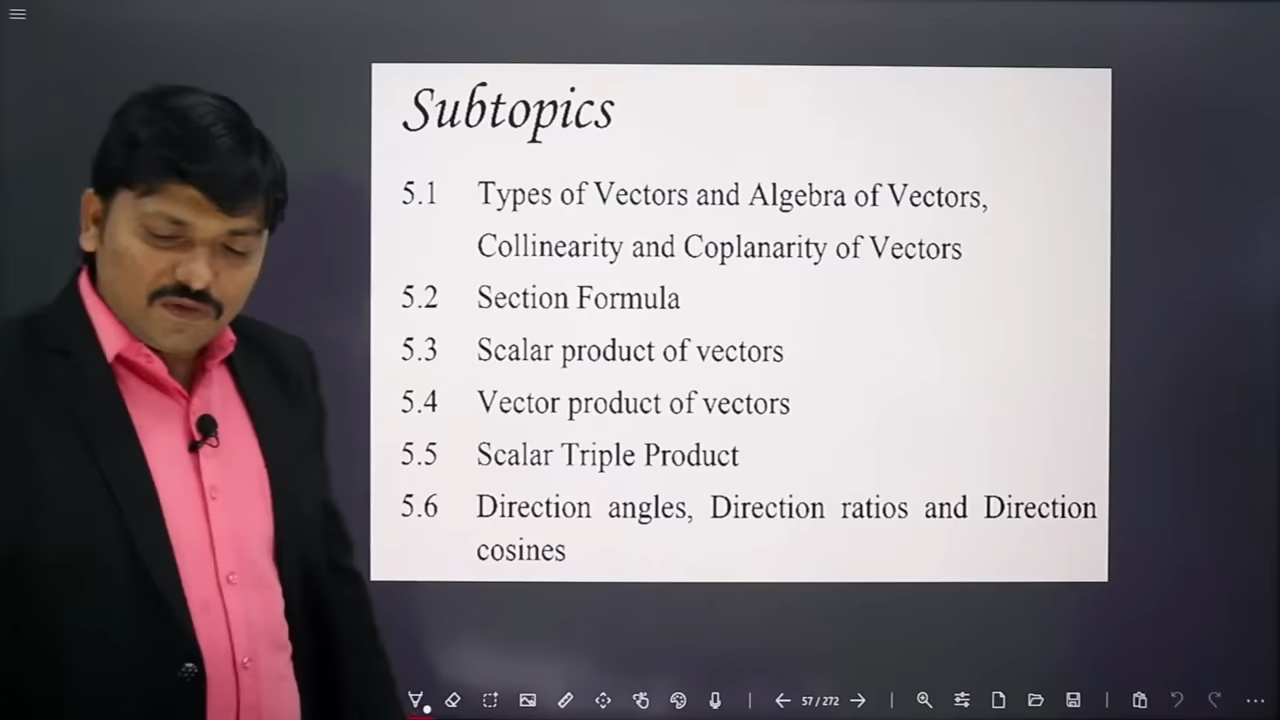 Subtopics
5.1 Types of Vectors and Algebra of Vectors,
Collinearity and Coplanarity of Vectors
5.2 Section Formula
5.3 Scalar product of vectors
5.4 Vector product of vectors
5.5 Scalar Triple Product
5.6 Direction angles, Direction ratios and Direction
cosines
57 / 272